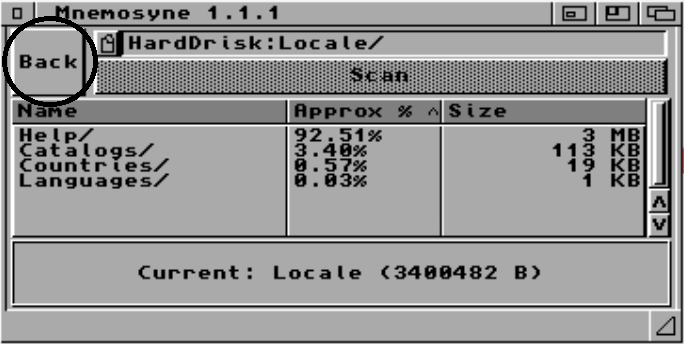 Mnemosyne 1.1.1
HardDrisk:Locale/
Back
Scan
Name Approx % Size
Help/ 92.51% 3 MB
Catalogs/ 3.40% 113 KB
Countries/ 0.57% 19 KB
Languages/ 0.03% 1 KB
Current: Locale (3400482 B)